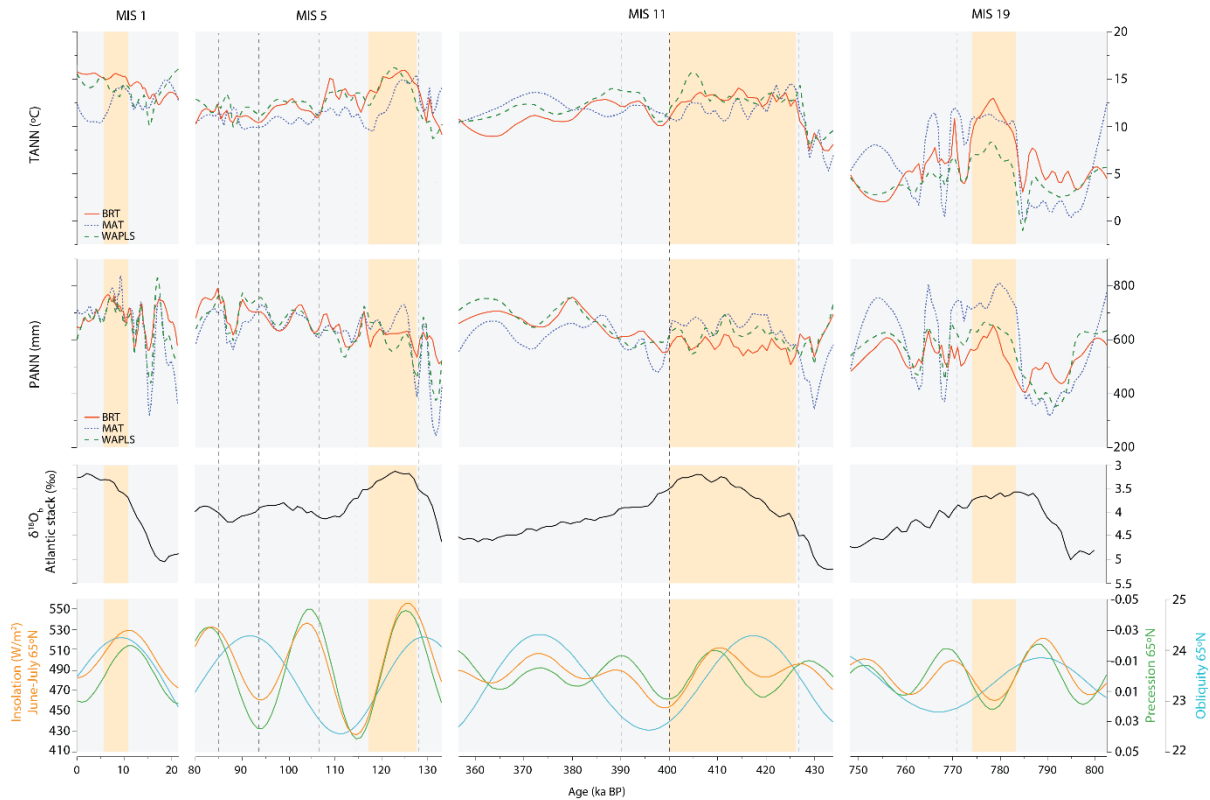 MIS 1 MIS 5 MIS 11 MIS 19
TANN (ºC)
20
15
10
5
0
BRT
MAT
WAPLS
PANN (mm)
800
600
400
200
BRT
MAT
WAPLS
δ¹⁸Ob
Atlantic stack (‰)
3
3.5
4
4.5
5
5.5
Insolation (W/m²)
June-July 65ºN
550
530
510
490
470
450
430
410
-0.05
-0.03
-0.01
0.01
0.03
0.05
Precession 65ºN
25
24
23
22
Obliquity 65ºN
0 10 20 80 90 100 110 120 130 360 370 380 390 400 410 420 430 750 760 770 780 790 800
Age (ka BP)